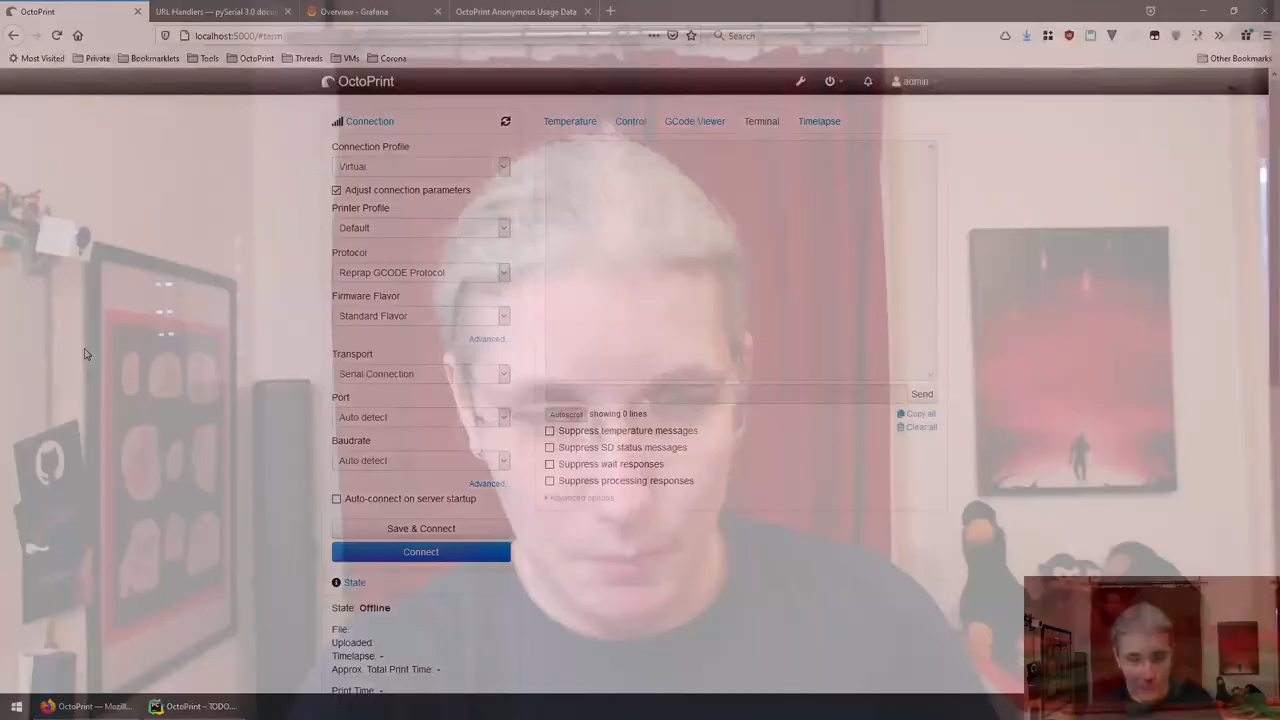 OctoPrint
URL Handlers — pySerial 3.0 docu
Overview - Grafana
OctoPrint Anonymous Usage Data
localhost:5000/#term
Search
Most Visited
Private
Bookmarklets
Tools
OctoPrint
Threads
VMs
Corona
Other Bookmarks
OctoPrint
admin
Connection
Connection Profile
Virtual
Adjust connection parameters
Printer Profile
Default
Protocol
Reprap GCODE Protocol
Firmware Flavor
Standard Flavor
Advanced...
Transport
Serial Connection
Port
Auto detect
Baudrate
Auto detect
Advanced...
Auto-connect on server startup
Save & Connect
Connect
State
State: Offline
File:
Uploaded:
Timelapse: -
Approx. Total Print Time: -
Print Time: -
Temperature
Control
GCode Viewer
Terminal
Timelapse
Send
Autoscroll
showing 0 lines
Copy all
Clear all
Suppress temperature messages
Suppress SD status messages
Suppress wait responses
Suppress processing responses
Advanced options
OctoPrint — Mozill...
OctoPrint – TODO...